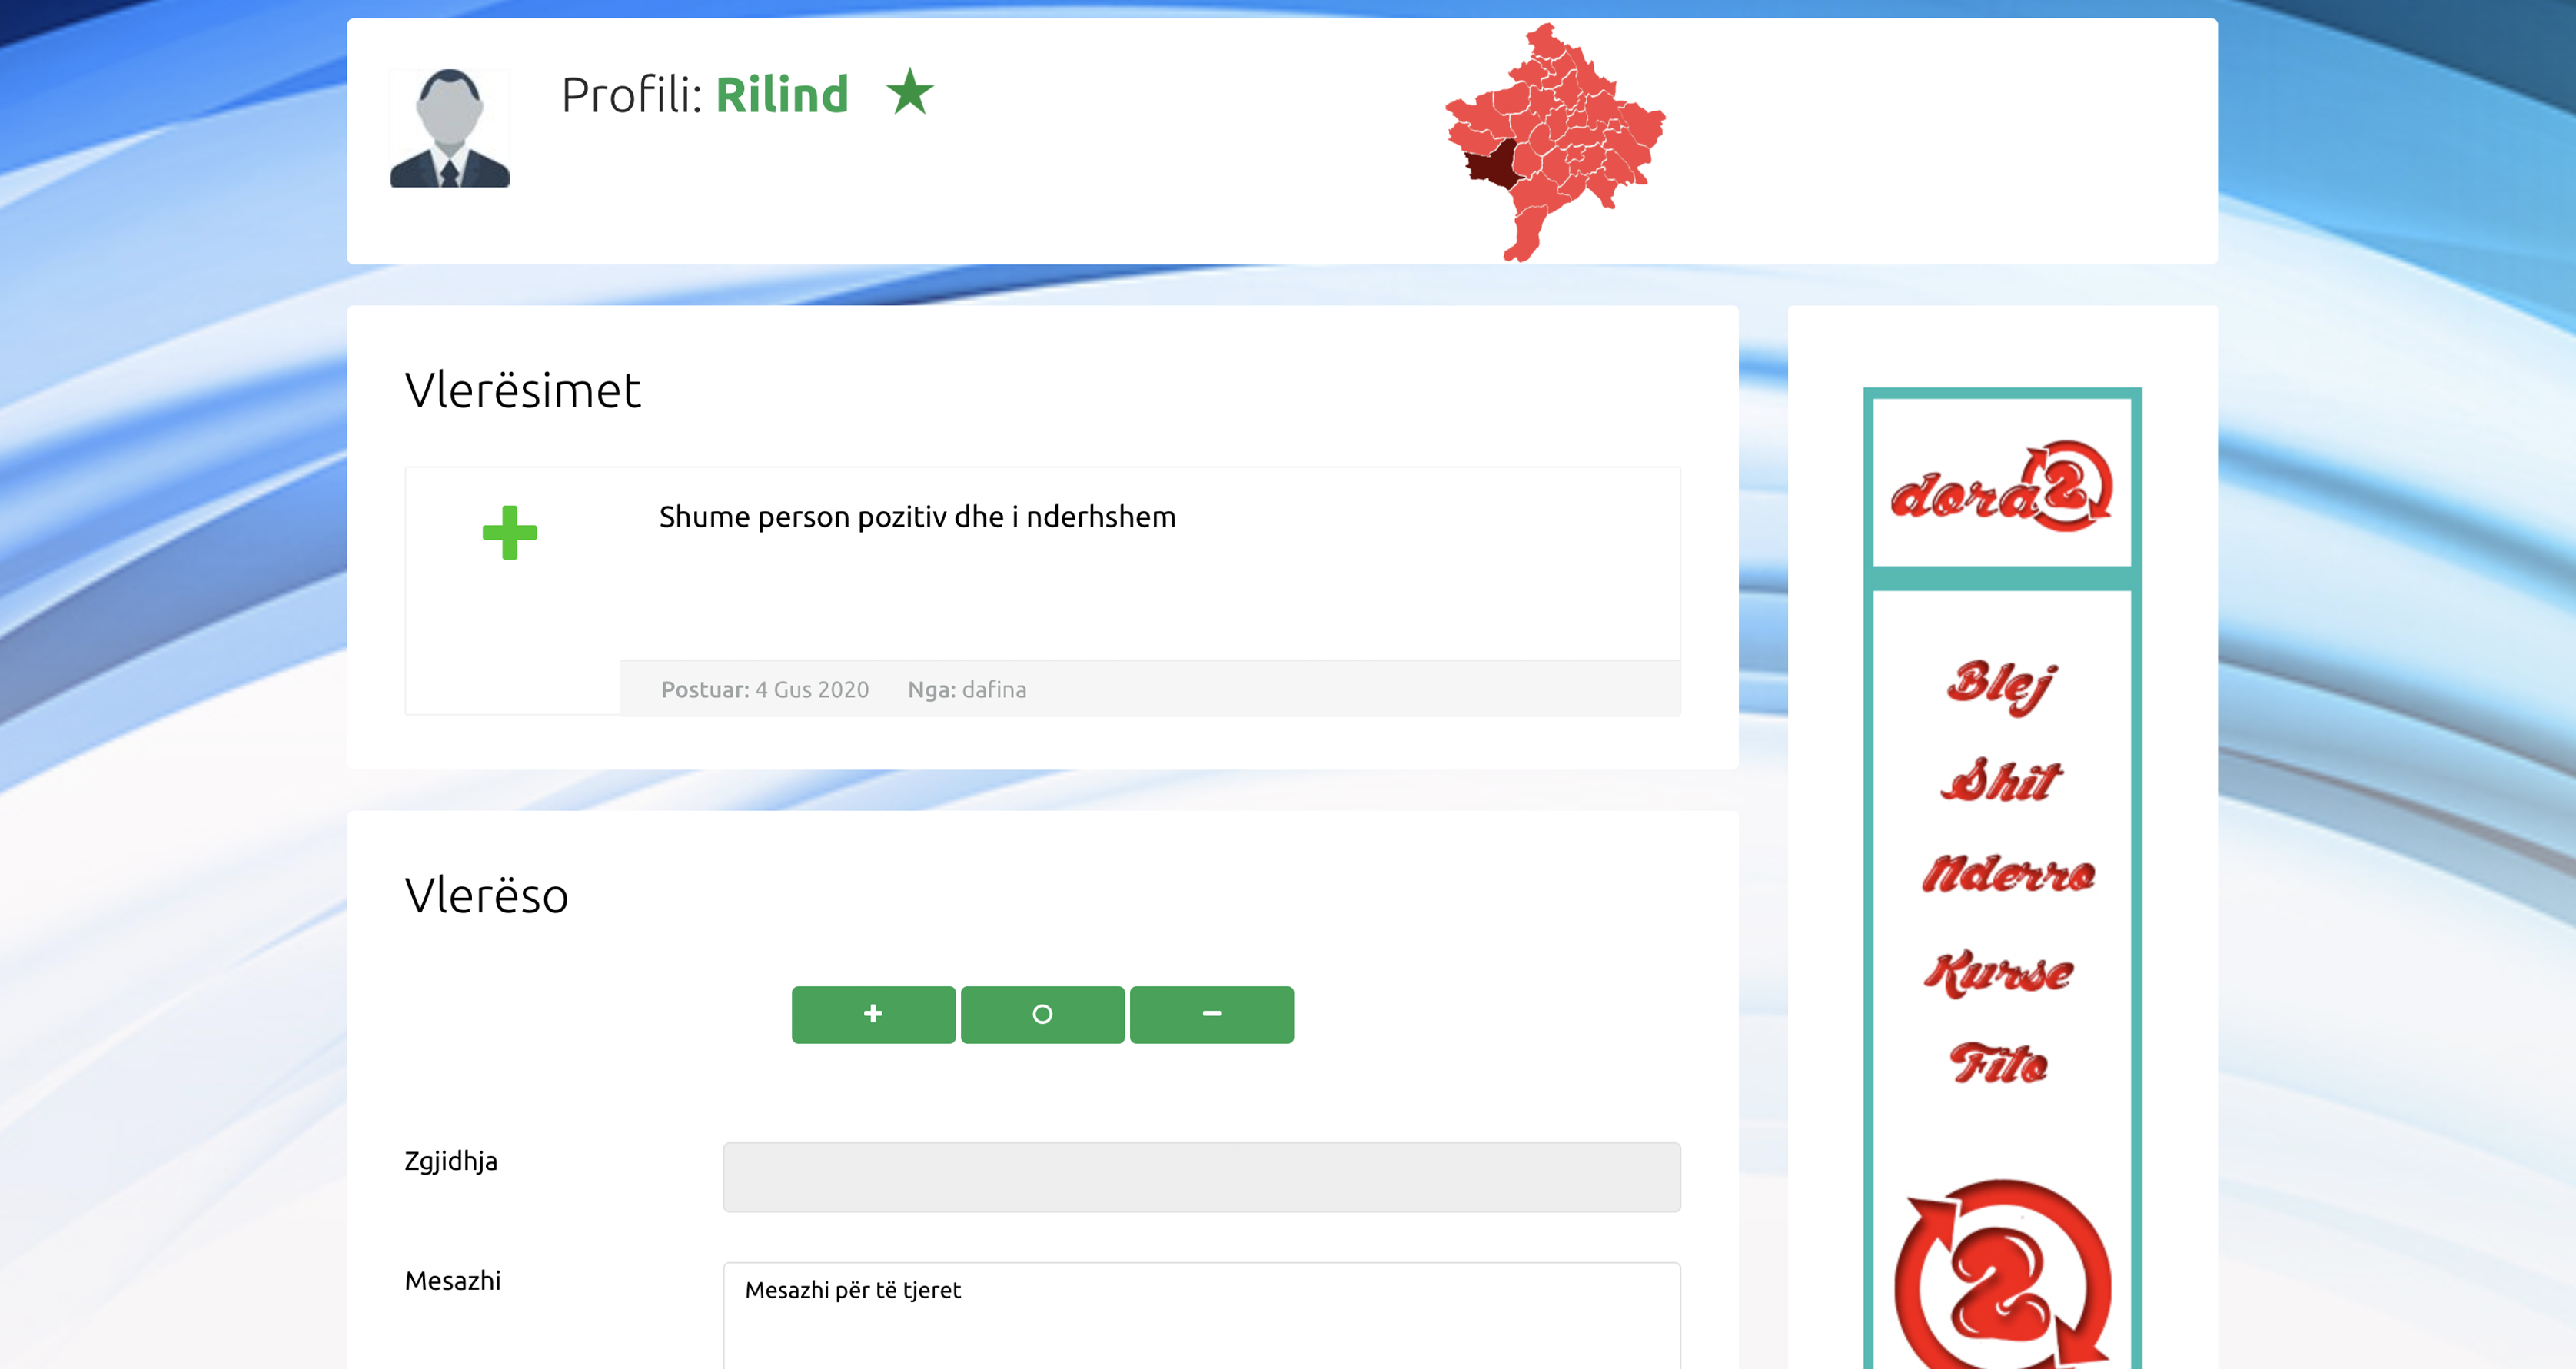 Profili: Rilind
Vlerësimet
Shume person pozitiv dhe i nderhshem
Postuar: 4 Gus 2020 Nga: dafina
Vlerëso
Zgjidhja
Mesazhi
Mesazhi për të tjeret
dora2
Blej
Shit
Nderro
Kurse
Fito
2